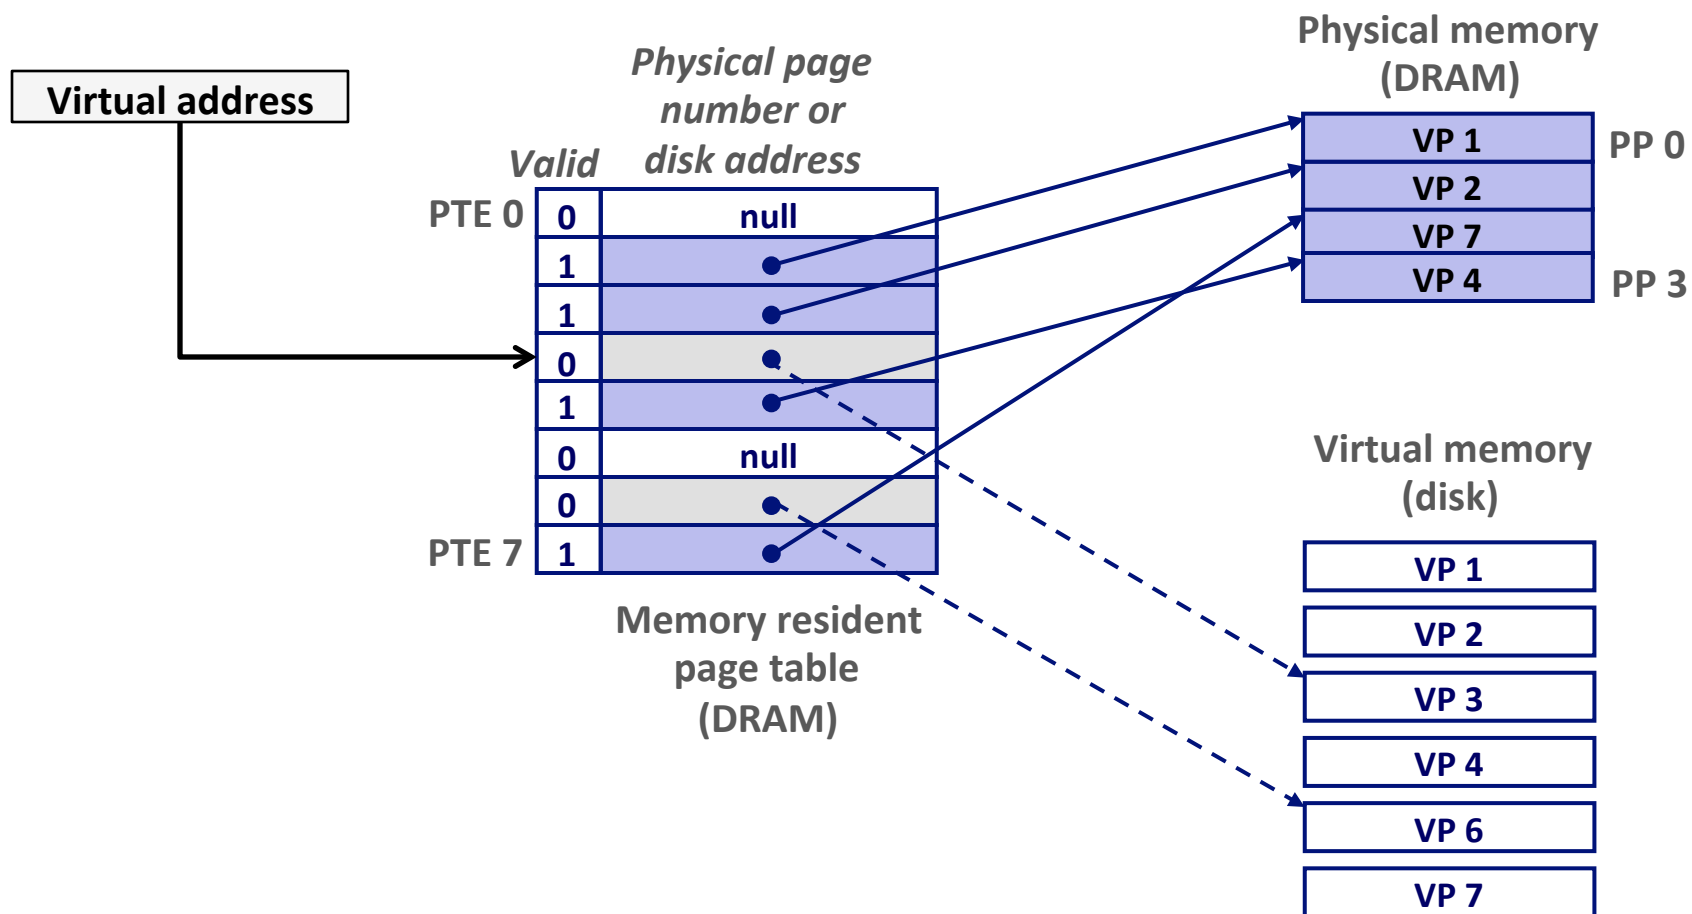 Virtual address
Physical page
number or
disk address
Valid
PTE 0
0
null
1
1
0
1
0
null
0
PTE 7
1
Memory resident
page table
(DRAM)
Physical memory
(DRAM)
VP 1
PP 0
VP 2
VP 7
VP 4
PP 3
Virtual memory
(disk)
VP 1
VP 2
VP 3
VP 4
VP 6
VP 7